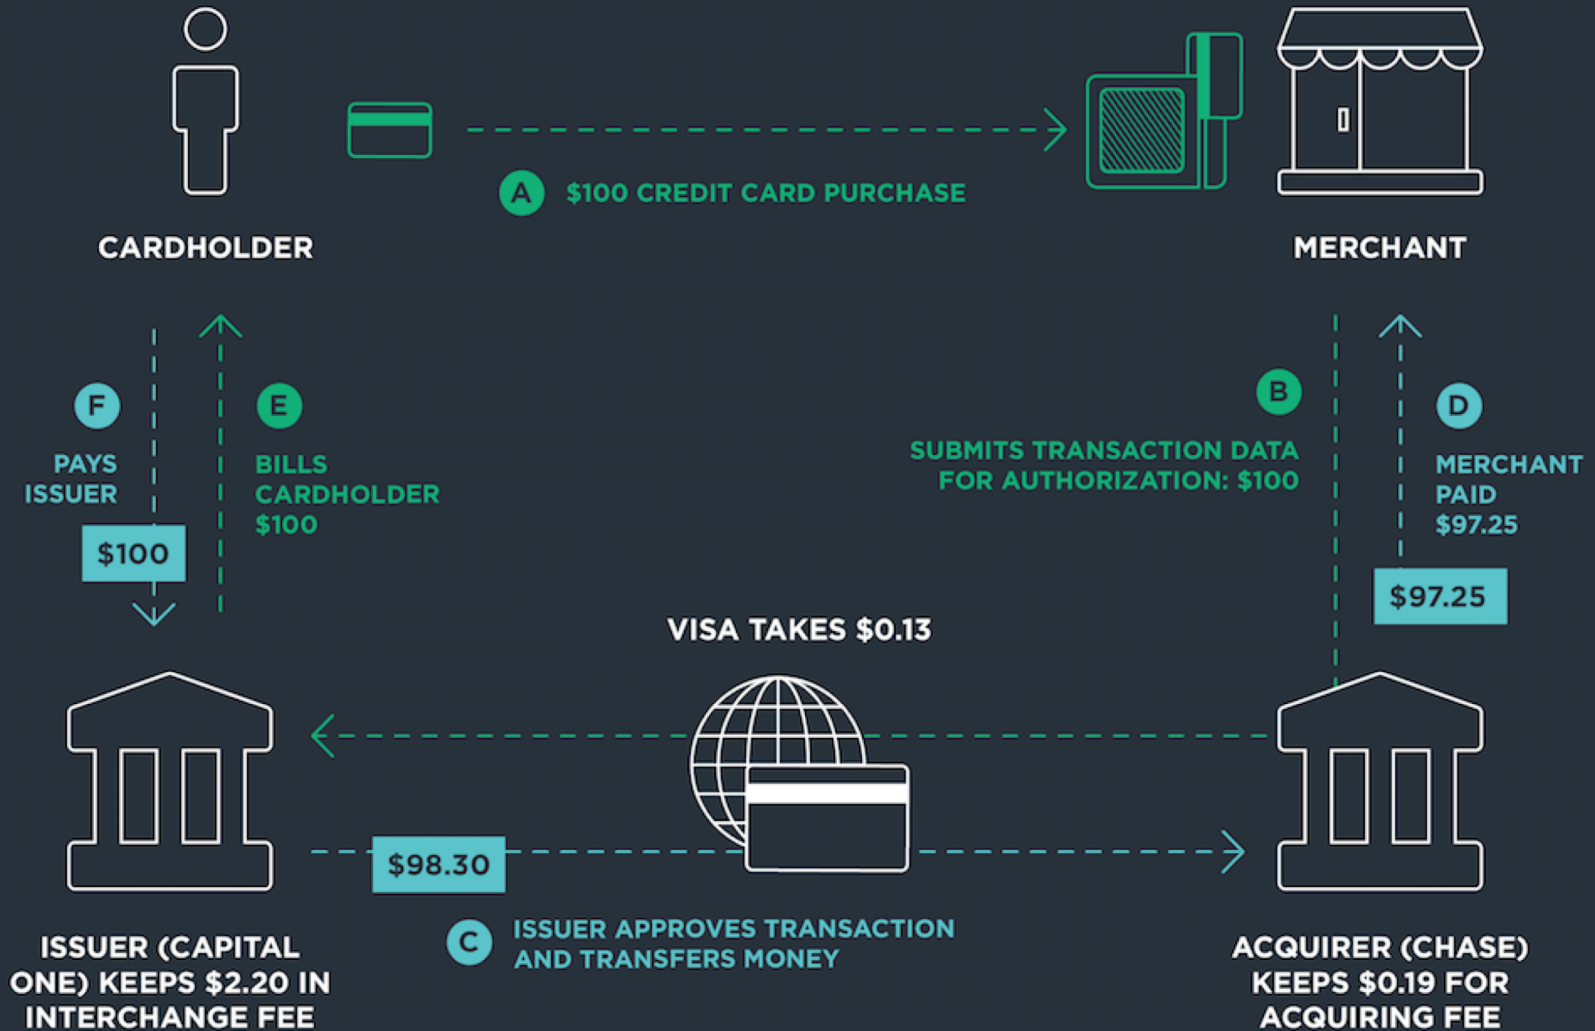 A
$100 CREDIT CARD PURCHASE
CARDHOLDER
MERCHANT
F
PAYS
ISSUER
$100
E
BILLS
CARDHOLDER
$100
B
SUBMITS TRANSACTION DATA
FOR AUTHORIZATION: $100
D
MERCHANT
PAID
$97.25
$97.25
VISA TAKES $0.13
$98.30
C
ISSUER APPROVES TRANSACTION
AND TRANSFERS MONEY
ISSUER (CAPITAL
ONE) KEEPS $2.20 IN
INTERCHANGE FEE
ACQUIRER (CHASE)
KEEPS $0.19 FOR
ACQUIRING FEE